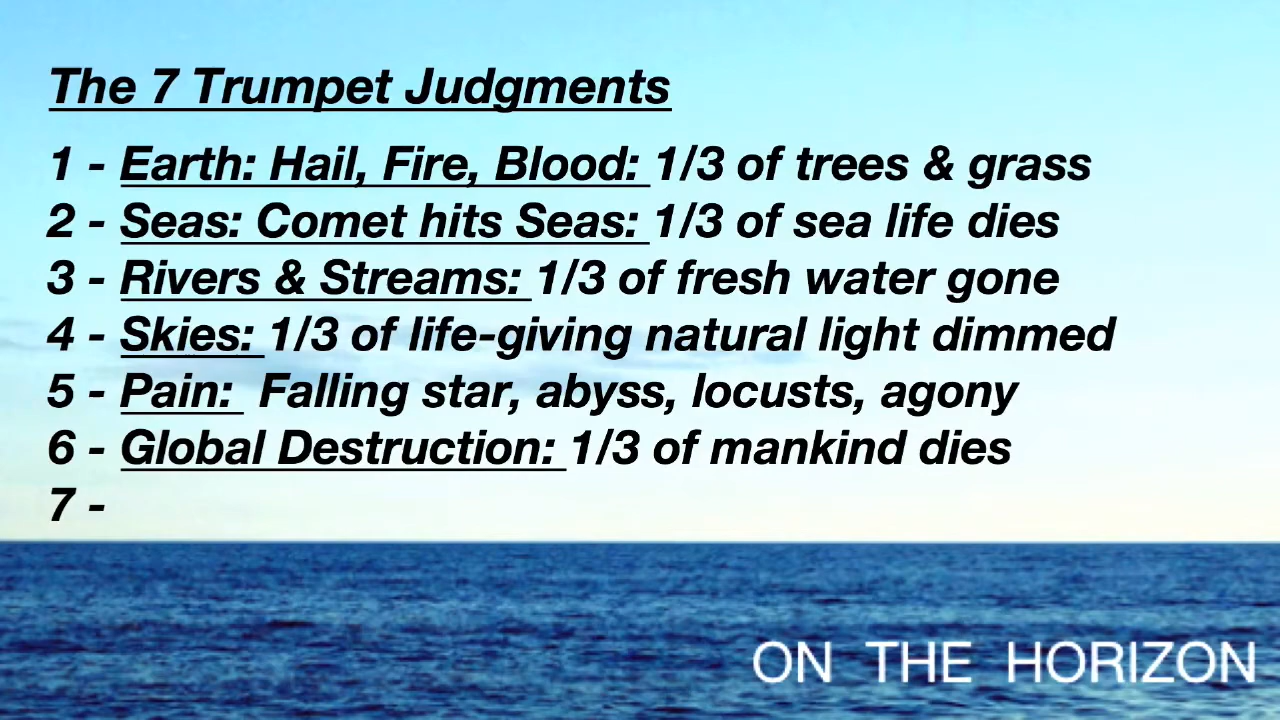 The 7 Trumpet Judgments
1 - Earth: Hail, Fire, Blood: 1/3 of trees & grass
2 - Seas: Comet hits Seas: 1/3 of sea life dies
3 - Rivers & Streams: 1/3 of fresh water gone
4 - Skies: 1/3 of life-giving natural light dimmed
5 - Pain: Falling star, abyss, locusts, agony
6 - Global Destruction: 1/3 of mankind dies
7 -
ON THE HORIZON